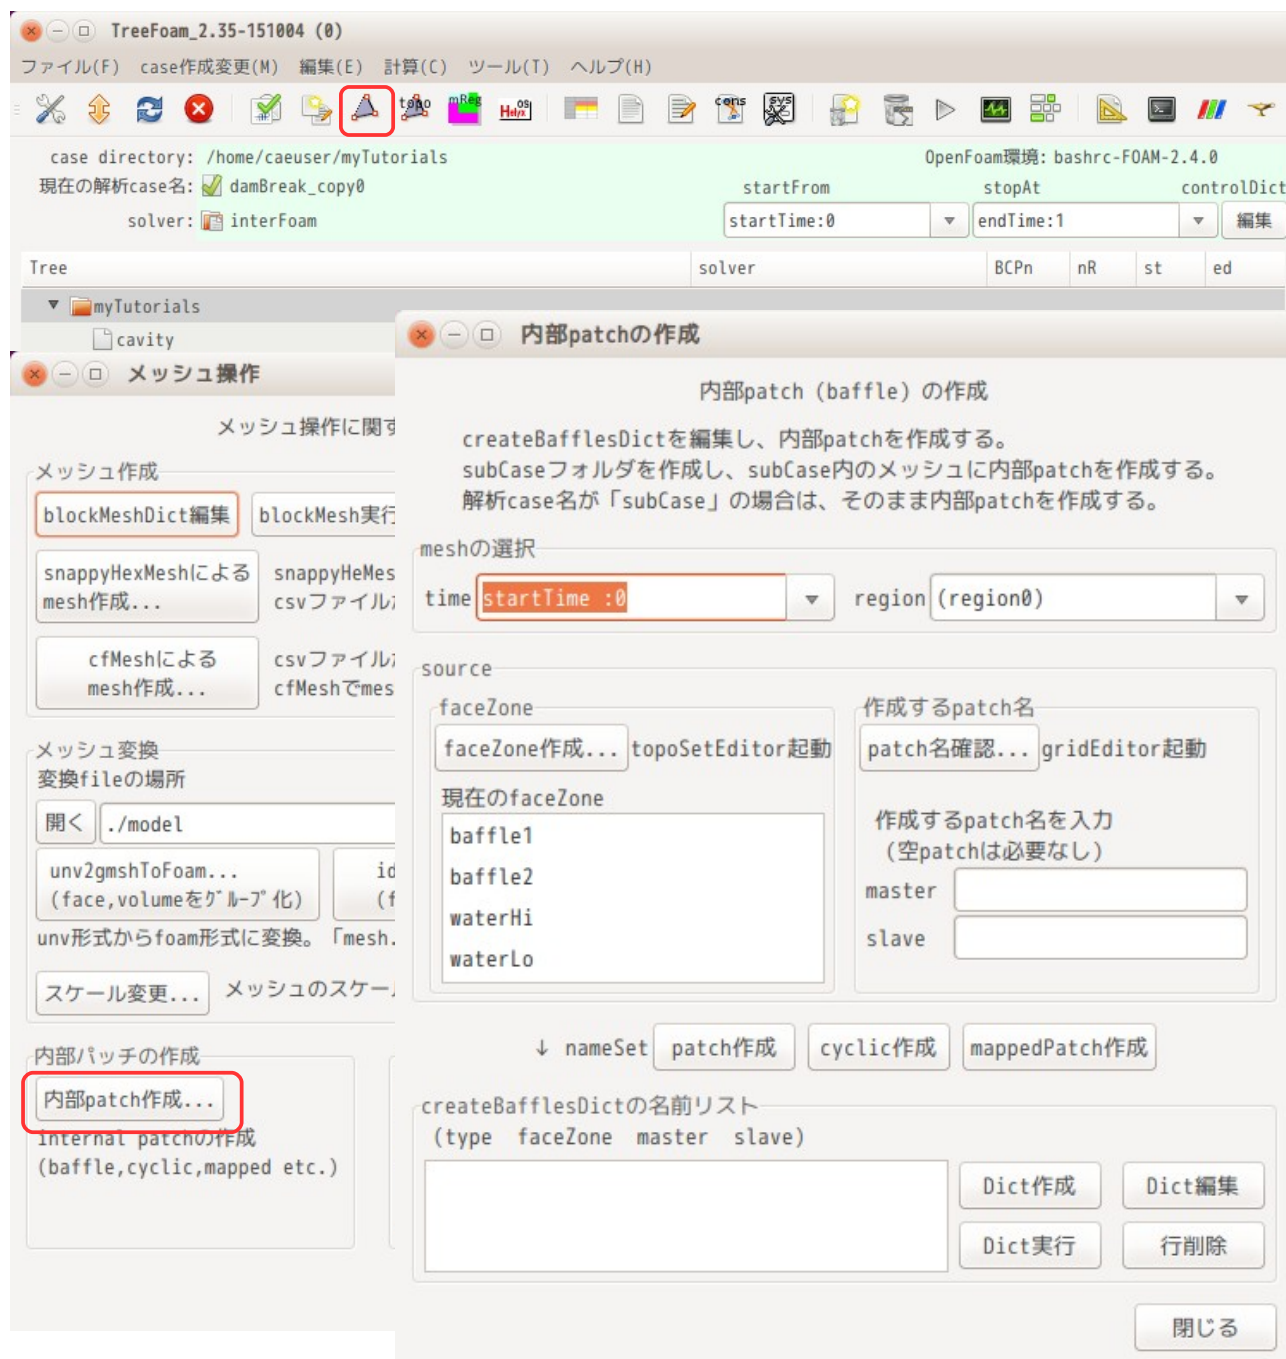 TreeFoam_2.35-151004 (0)
ファイル(F) case作成変更(M) 編集(E) 計算(C) ツール(T) ヘルプ(H)
topo mReg Helyx OS cons sys
case directory: /home/caeuser/myTutorials OpenFoam環境: bashrc-FOAM-2.4.0
現在の解析case名: damBreak_copy0 startFrom stopAt controlDict
solver: interFoam startTime:0 endTime:1 編集
Tree solver BCPn nR st ed
myTutorials
cavity
メッシュ操作
メッシュ操作に関す
メッシュ作成
blockMeshDict編集 blockMesh実行
snappyHexMeshによる
mesh作成...
snappyHeMes
csvファイルか
cfMeshによる
mesh作成...
csvファイルか
cfMeshでmes
メッシュ変換
変換fileの場所
開く ./model
unv2gmshToFoam...
(face,volumeをグループ化)
id
(f
unv形式からfoam形式に変換。「mesh.
スケール変更... メッシュのスケー
内部パッチの作成
内部patch作成...
internal patchの作成
(baffle,cyclic,mapped etc.)
内部patchの作成
内部patch (baffle) の作成
createBafflesDictを編集し、内部patchを作成する。
subCaseフォルダを作成し、subCase内のメッシュに内部patchを作成する。
解析case名が「subCase」の場合は、そのまま内部patchを作成する。
meshの選択
time startTime :0 region (region0)
source
faceZone
faceZone作成... topoSetEditor起動
現在のfaceZone
baffle1
baffle2
waterHi
waterLo
作成するpatch名
patch名確認... gridEditor起動
作成するpatch名を入力
(空patchは必要なし)
master
slave
↓ nameSet patch作成 cyclic作成 mappedPatch作成
createBafflesDictの名前リスト
(type faceZone master slave)
Dict作成 Dict編集
Dict実行 行削除
閉じる